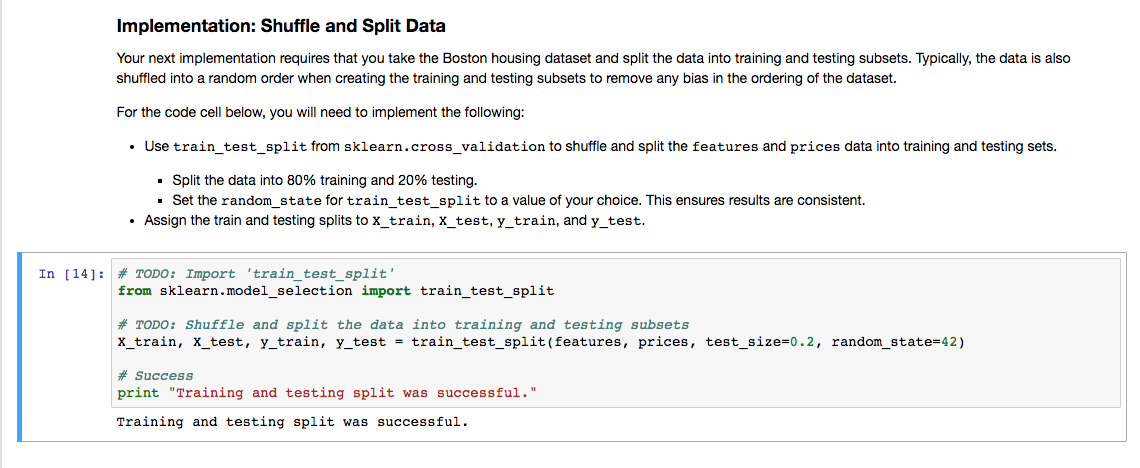 Implementation: Shuffle and Split Data
Your next implementation requires that you take the Boston housing dataset and split the data into training and testing subsets. Typically, the data is also
shuffled into a random order when creating the training and testing subsets to remove any bias in the ordering of the dataset.
For the code cell below, you will need to implement the following:
• Use train_test_split from sklearn.cross_validation to shuffle and split the features and prices data into training and testing sets.
▪ Split the data into 80% training and 20% testing.
▪ Set the random_state for train_test_split to a value of your choice. This ensures results are consistent.
• Assign the train and testing splits to X_train, X_test, y_train, and y_test.
In [14]: # TODO: Import 'train_test_split'
from sklearn.model_selection import train_test_split
# TODO: Shuffle and split the data into training and testing subsets
X_train, X_test, y_train, y_test = train_test_split(features, prices, test_size=0.2, random_state=42)
# Success
print "Training and testing split was successful."
Training and testing split was successful.